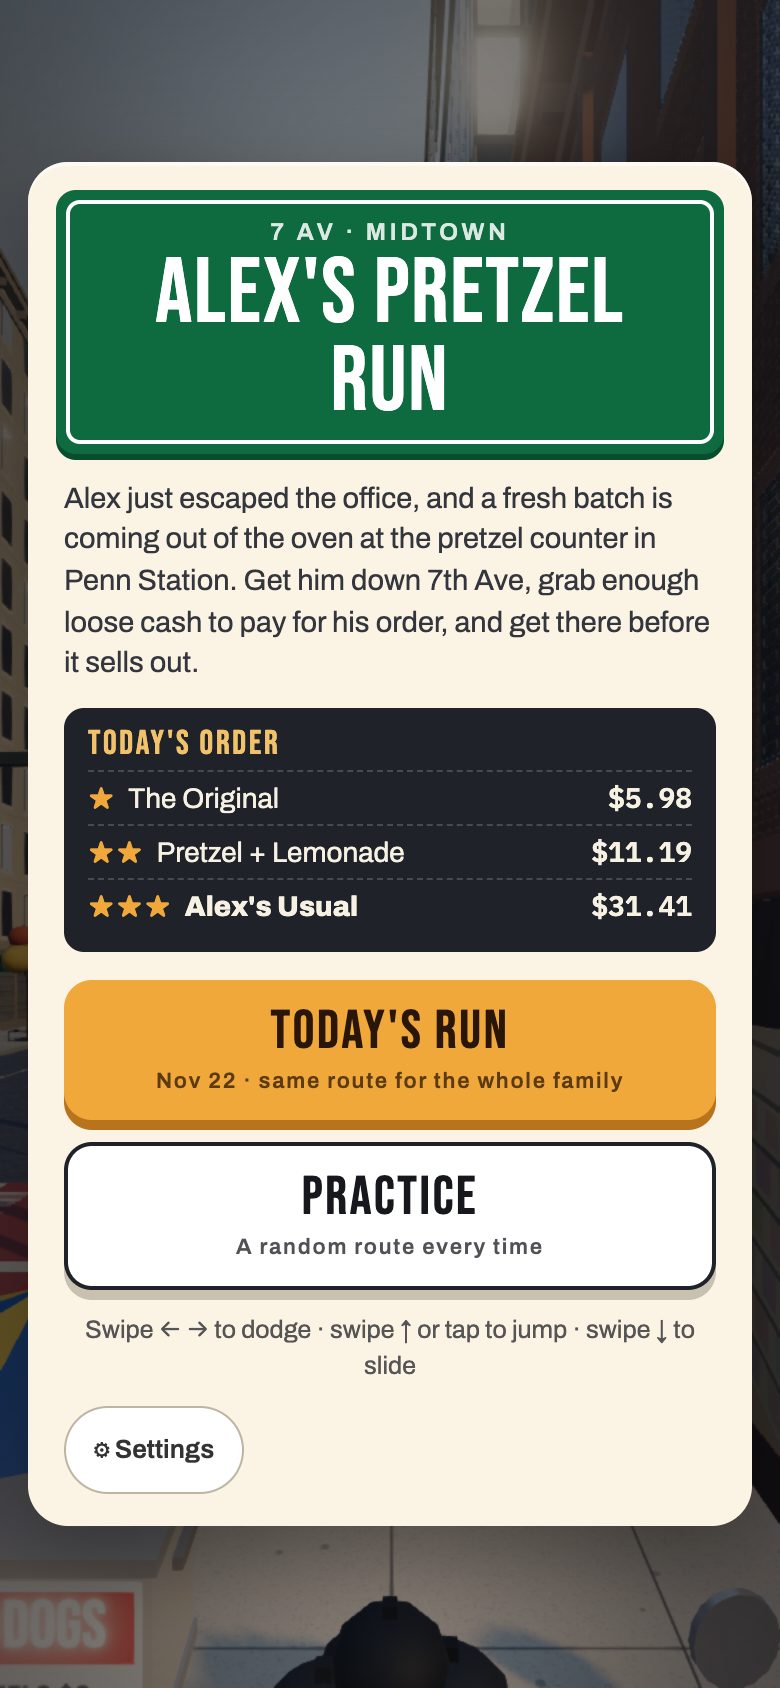 7 AV · MIDTOWN
ALEX'S PRETZEL
RUN
Alex just escaped the office, and a fresh batch is
coming out of the oven at the pretzel counter in
Penn Station. Get him down 7th Ave, grab enough
loose cash to pay for his order, and get there before
it sells out.
TODAY'S ORDER
★ The Original $5.98
★★ Pretzel + Lemonade $11.19
★★★ Alex's Usual $31.41
TODAY'S RUN
Nov 22 · same route for the whole family
PRACTICE
A random route every time
Swipe ← → to dodge · swipe ↑ or tap to jump · swipe ↓ to
slide
⚙ Settings
DOGS